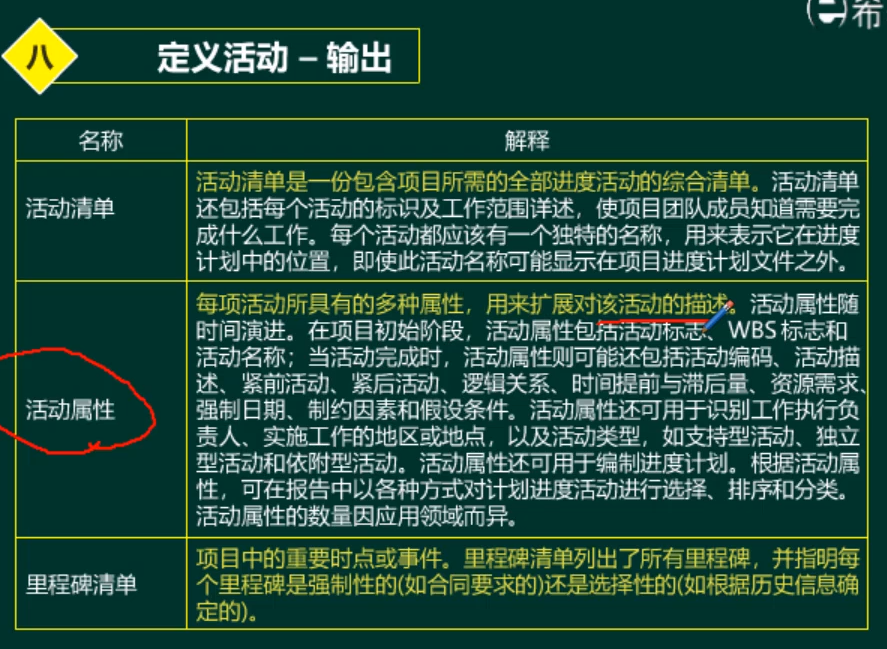 (二)希
八
定义活动 – 输出
名称
解释
活动清单
活动清单是一份包含项目所需的全部进度活动的综合清单。活动清单
还包括每个活动的标识及工作范围详述，使项目团队成员知道需要完
成什么工作。每个活动都应该有一个独特的名称，用来表示它在进度
计划中的位置，即使此活动名称可能显示在项目进度计划文件之外。
活动属性
每项活动所具有的多种属性，用来扩展对该活动的描述。活动属性随
时间演进。在项目初始阶段，活动属性包括活动标志、WBS 标志和
活动名称；当活动完成时，活动属性则可能还包括活动编码、活动描
述、紧前活动、紧后活动、逻辑关系、时间提前与滞后量、资源需求、
强制日期、制约因素和假设条件。活动属性还可用于识别工作执行负
责人、实施工作的地区或地点，以及活动类型，如支持型活动、独立
型活动和依附型活动。活动属性还可用于编制进度计划。根据活动属
性，可在报告中以各种方式对计划进度活动进行选择、排序和分类。
活动属性的数量因应用领域而异。
里程碑清单
项目中的重要时点或事件。里程碑清单列出了所有里程碑，并指明每
个里程碑是强制性的(如合同要求的)还是选择性的(如根据历史信息确
定的)。